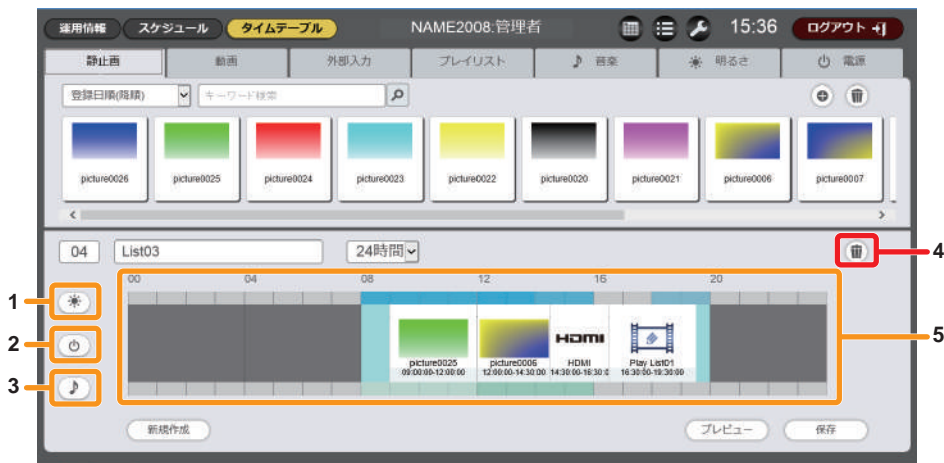 運用情報 スケジュール タイムテーブル NAME2008:管理者 15:36 ログアウト
静止画 動画 外部入力 プレイリスト 音楽 明るさ 電源
登録日順(降順) キーワード検索
picture0026 picture0025 picture0024 picture0023 picture0022 picture0020 picture0021 picture0006 picture0007
04 List03 24時間 4
00 04 08 12 16 20
1
2
3
5
picture0025 picture0006 HDMI HDMI Play List01
09:00:00-12:00:00 12:00:00-14:30:00 14:30:00-16:30:0 16:30:00-19:30:00
新規作成 プレビュー 保存